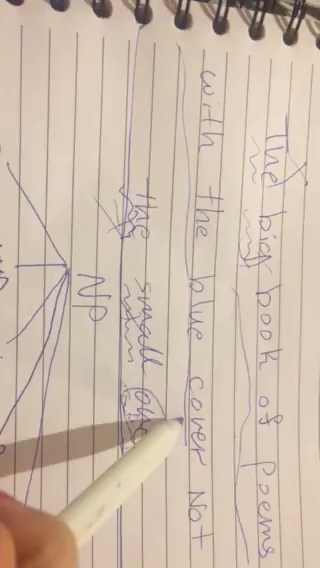 The big book of poems
with the blue cover Not
the small one
NP